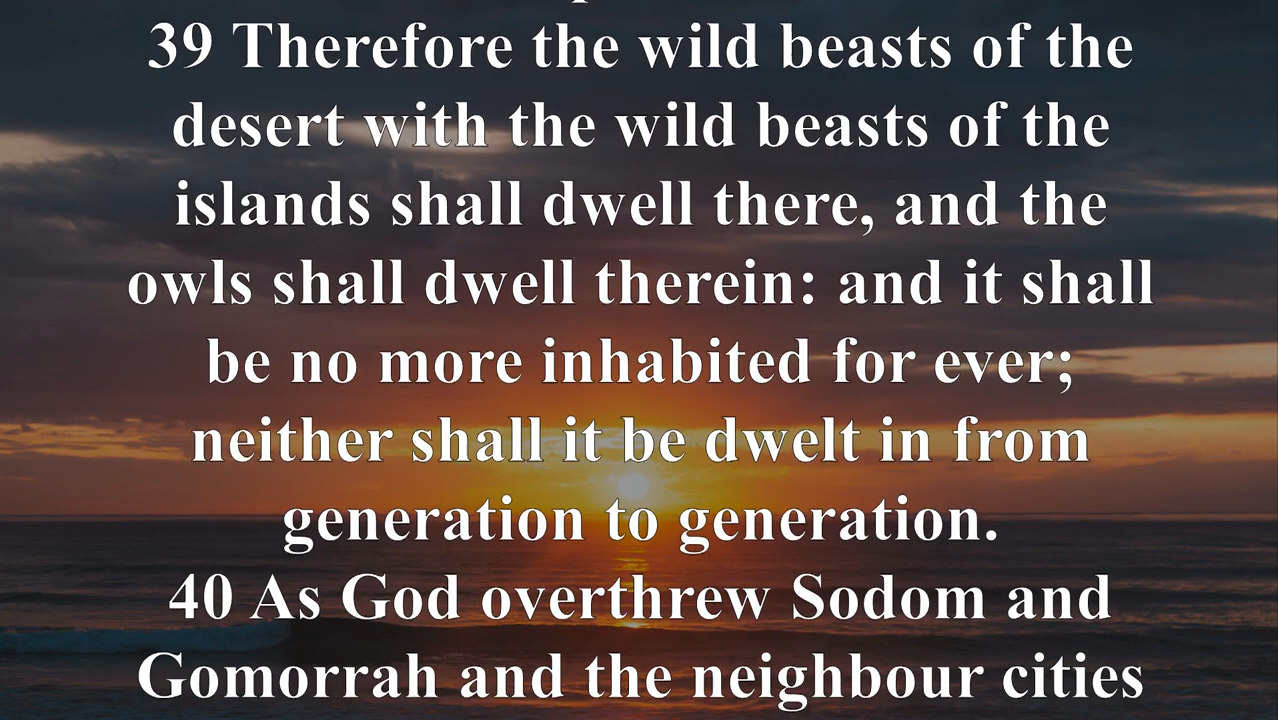 39 Therefore the wild beasts of the
desert with the wild beasts of the
islands shall dwell there, and the
owls shall dwell therein: and it shall
be no more inhabited for ever;
neither shall it be dwelt in from
generation to generation.
40 As God overthrew Sodom and
Gomorrah and the neighbour cities